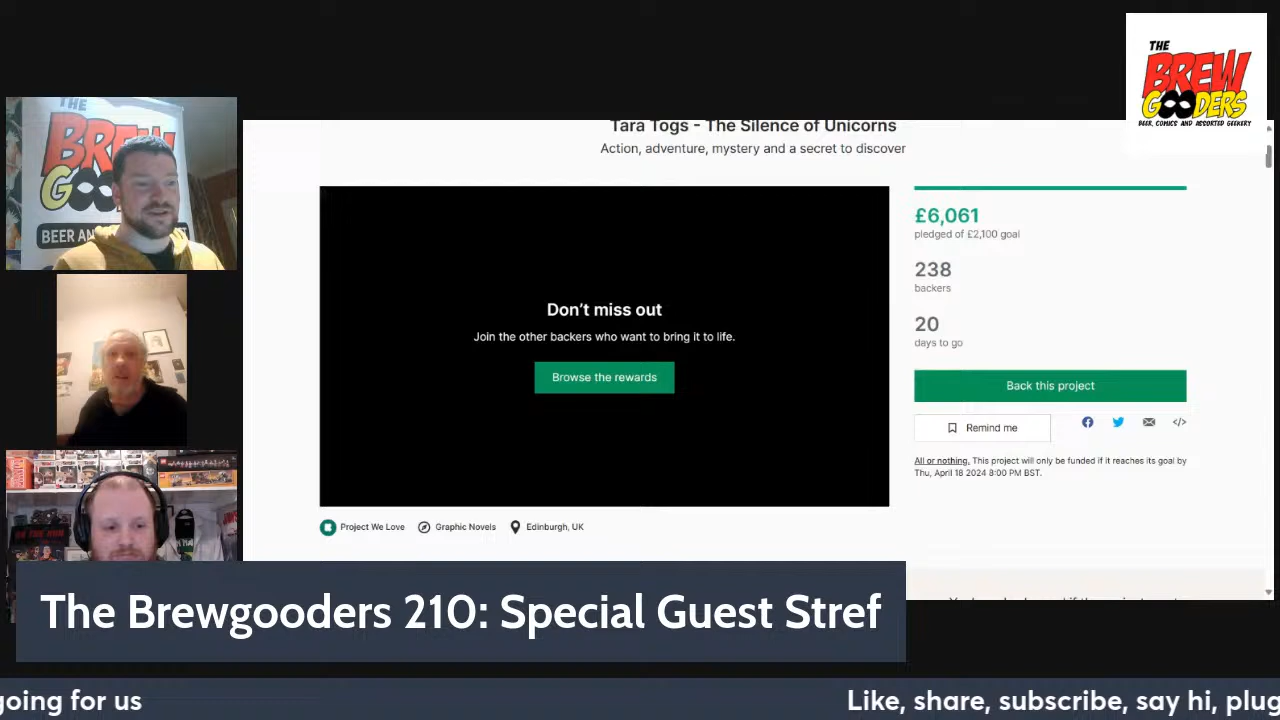 THE
BREW
GOODERS
BEER, COMICS AND ASSORTED GEEKERY
THE
BREW
GO
BEER AN
T
Tara Togs - The Silence of Unicorns
Action, adventure, mystery and a secret to discover
Don't miss out
Join the other backers who want to bring it to life.
Browse the rewards
£6,061
pledged of £2,100 goal
238
backers
20
days to go
Back this project
Remind me
All or nothing. This project will only be funded if it reaches its goal by
Thu, April 18 2024 8:00 PM BST.
Project We Love
Graphic Novels
Edinburgh, UK
The Brewgooders 210: Special Guest Stref
going for us
Like, share, subscribe, say hi, plug